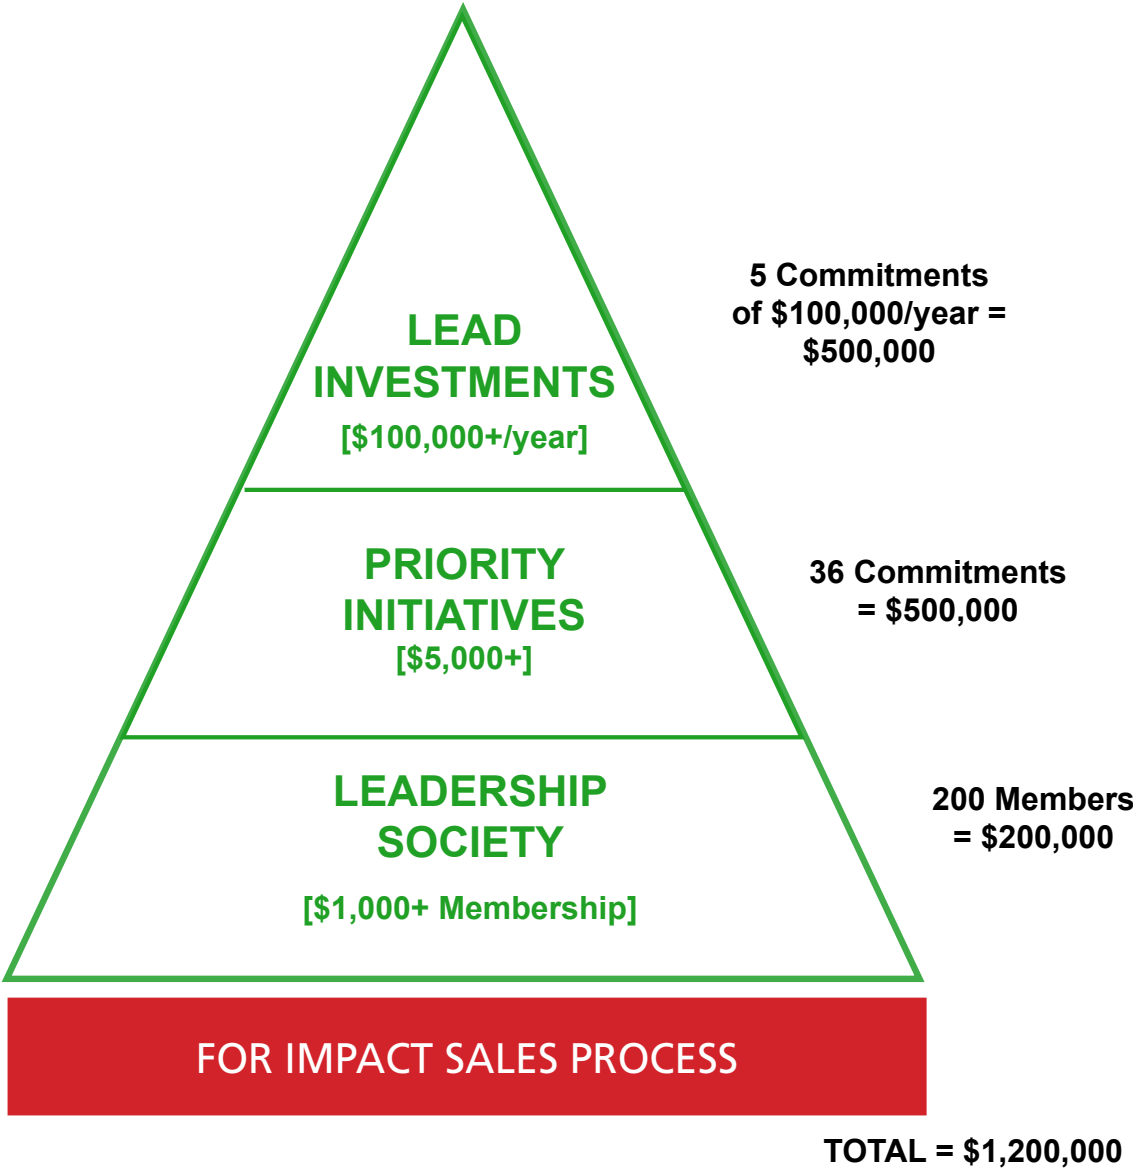 5 Commitments
of $100,000/year =
$500,000
LEAD
INVESTMENTS
[$100,000+/year]
PRIORITY
INITIATIVES
[$5,000+]
36 Commitments
= $500,000
LEADERSHIP
SOCIETY
[$1,000+ Membership]
200 Members
= $200,000
FOR IMPACT SALES PROCESS
TOTAL = $1,200,000